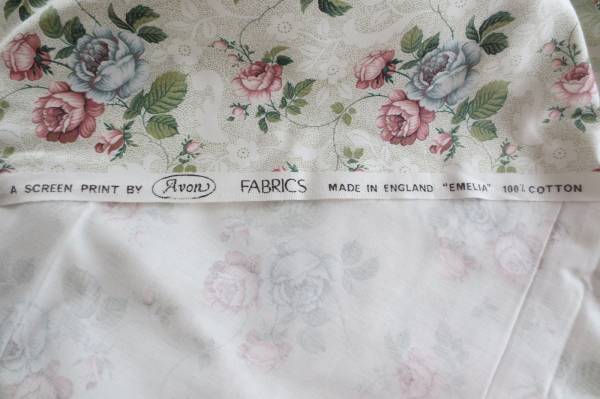 A SCREEN PRINT BY Avon FABRICS MADE IN ENGLAND "EMELIA" 100% COTTON